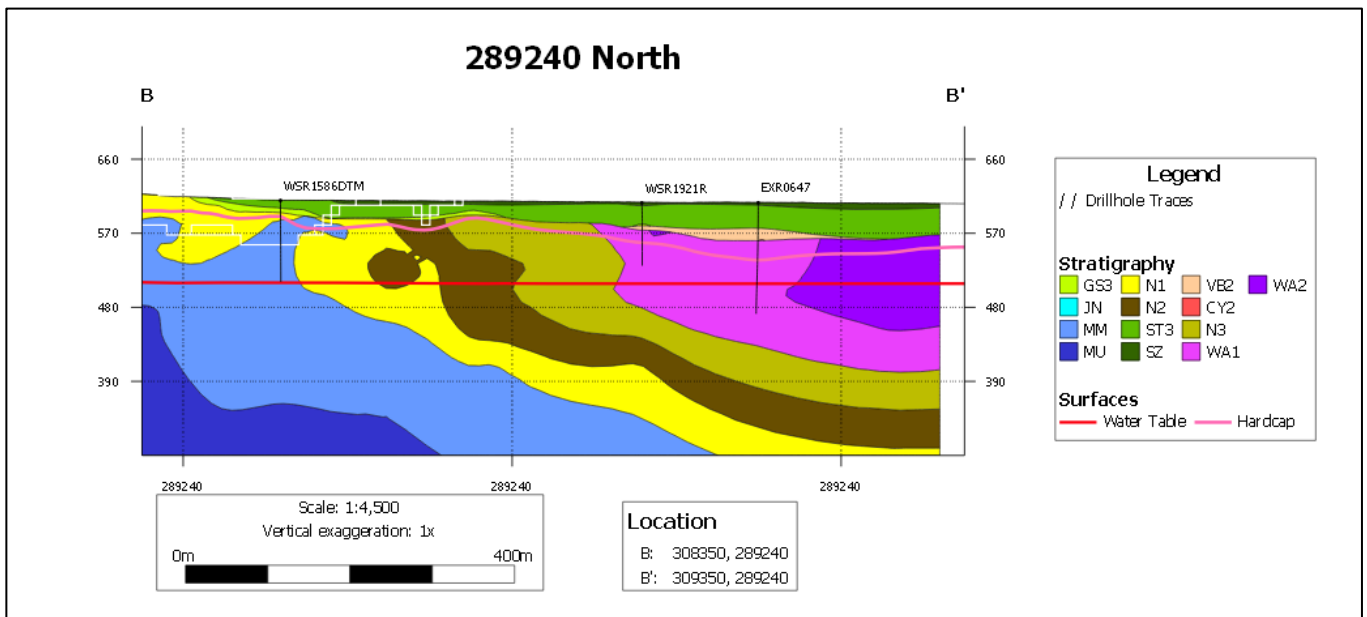 289240 North
B B'
660 660
WSR1586DTM WSR1921R EXR0647
570 570
480 480
390 390
289240 289240 289240
Scale: 1:4,500
Vertical exaggeration: 1x
0m 400m
Location
B: 308350, 289240
B': 309350, 289240
Legend
/ / Drillhole Traces
Stratigraphy
GS3 N1 VB2 WA2
JN N2 CY2
MM ST3 N3
MU SZ WA1
Surfaces
Water Table Hardcap